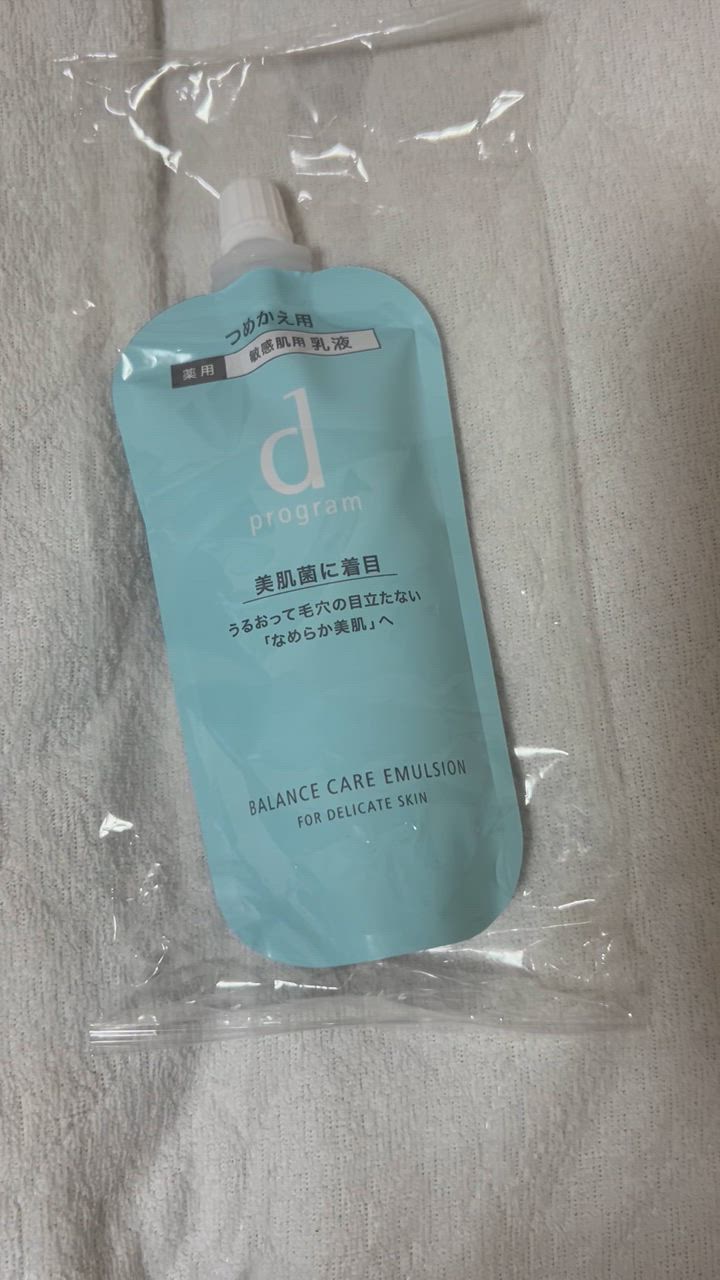 つめかえ用
薬用 敏感肌用 乳液
d
program
美肌菌に着目
うるおって毛穴の目立たない
「なめらか美肌」へ
BALANCE CARE EMULSION
FOR DELICATE SKIN